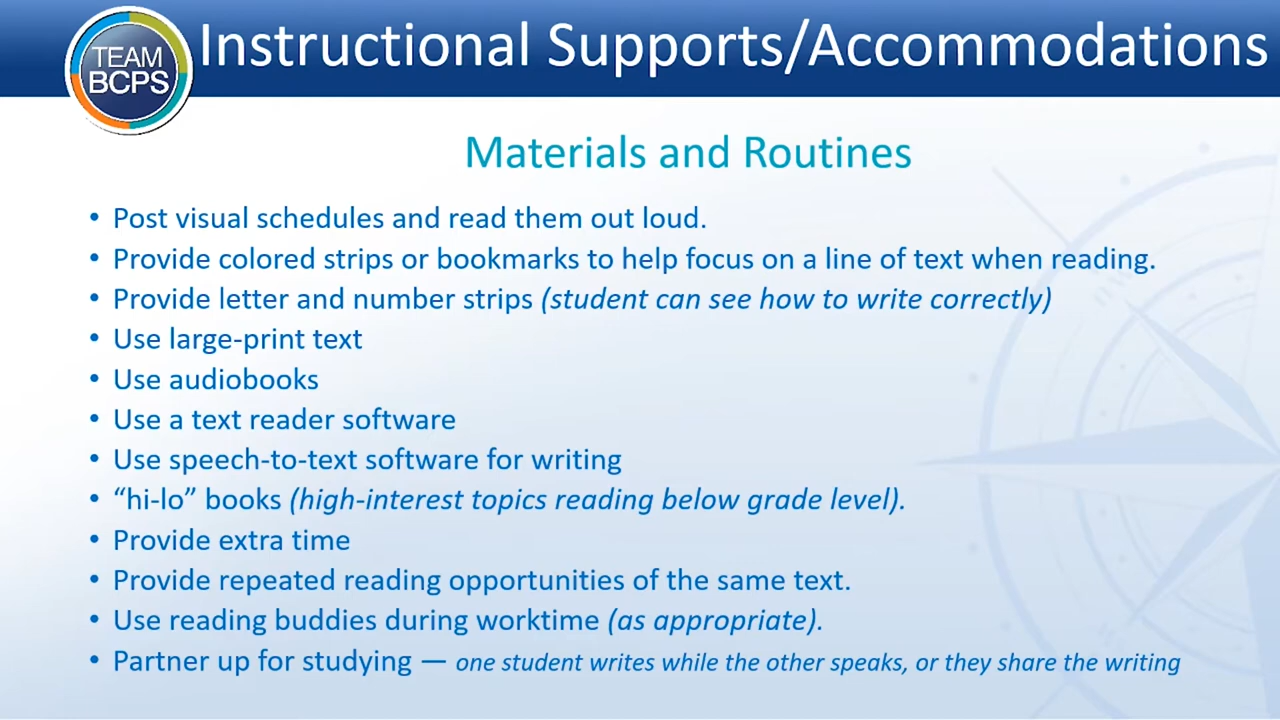 TEAM
BCPS
Instructional Supports/Accommodations
Materials and Routines
• Post visual schedules and read them out loud.
• Provide colored strips or bookmarks to help focus on a line of text when reading.
• Provide letter and number strips (student can see how to write correctly)
• Use large-print text
• Use audiobooks
• Use a text reader software
• Use speech-to-text software for writing
• “hi-lo” books (high-interest topics reading below grade level).
• Provide extra time
• Provide repeated reading opportunities of the same text.
• Use reading buddies during worktime (as appropriate).
• Partner up for studying — one student writes while the other speaks, or they share the writing